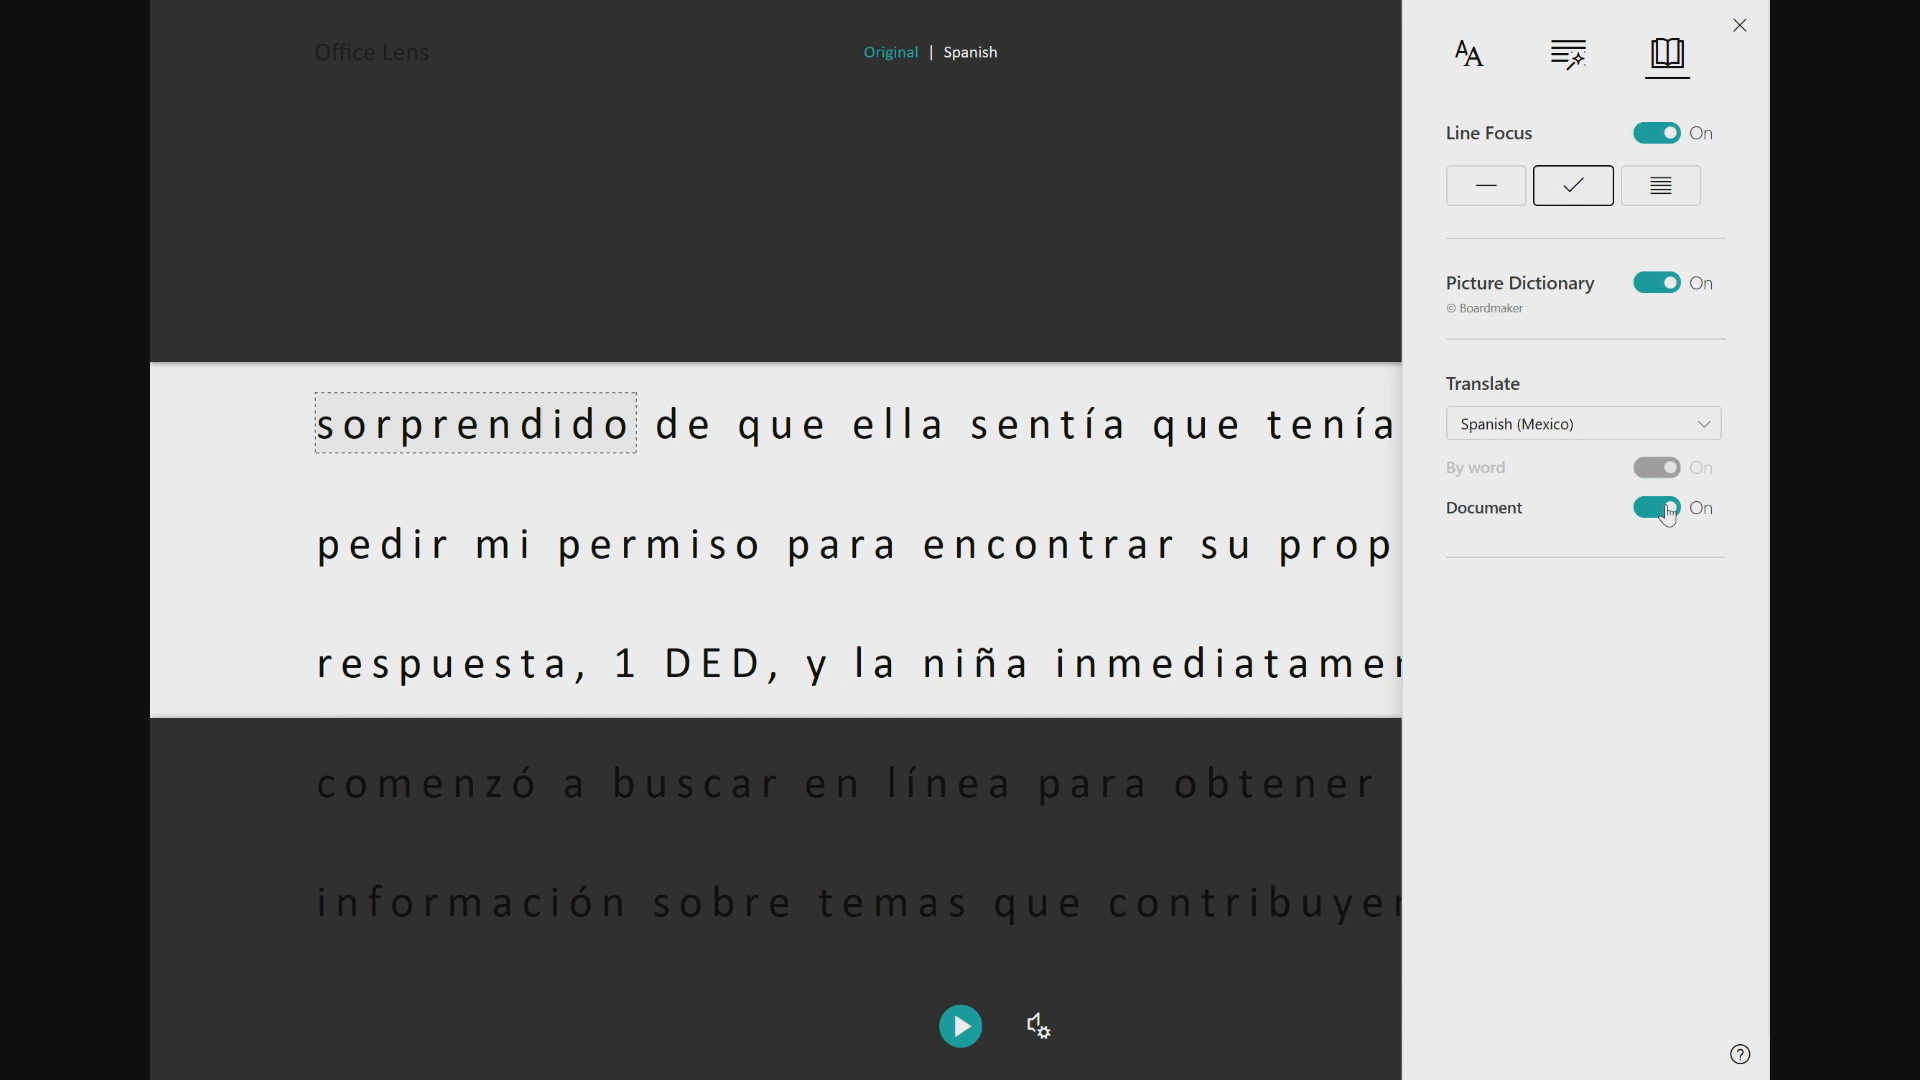 Office Lens
Original | Spanish
sorprendido de que ella sentía que tenía
pedir mi permiso para encontrar su prop
respuesta, 1 DED, y la niña inmediatamen
comenzó a buscar en línea para obtener
información sobre temas que contribuyen
Line Focus On
Picture Dictionary On
© Boardmaker
Translate
Spanish (Mexico)
By word On
Document On